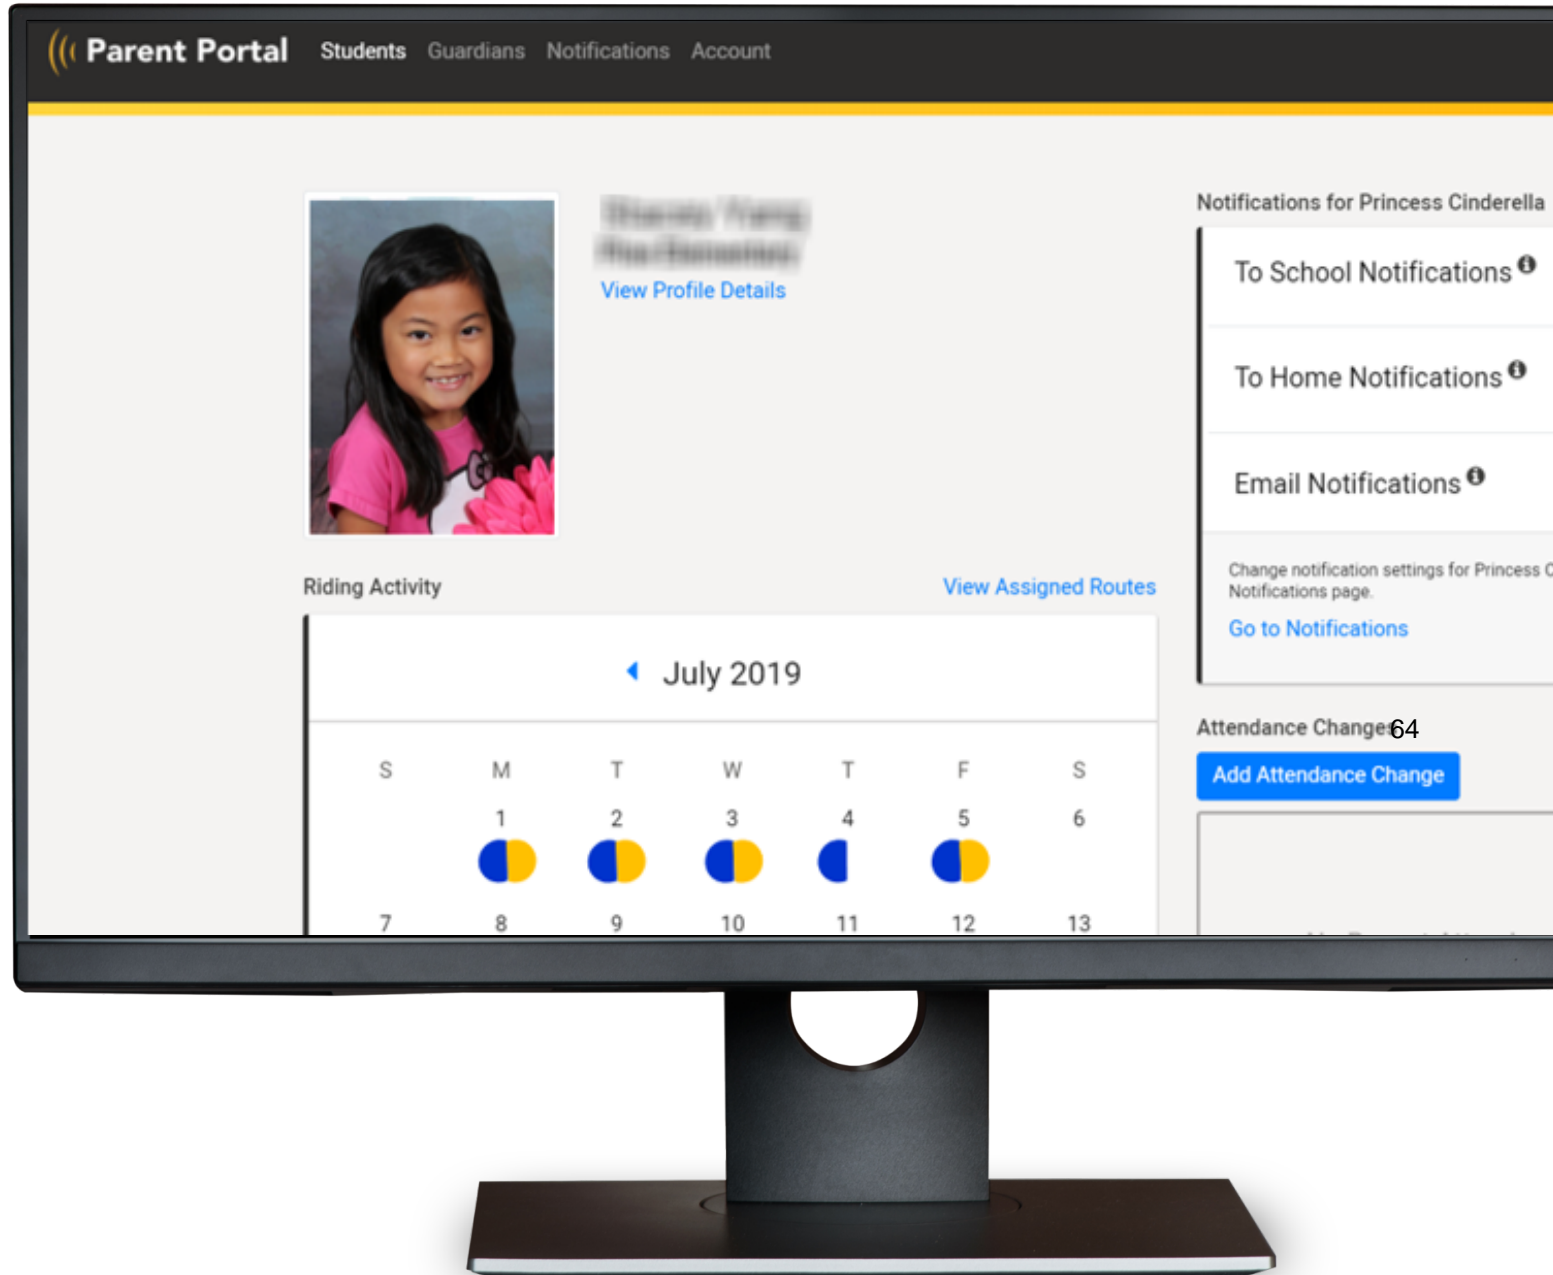 Parent Portal Students Guardians Notifications Account
View Profile Details
Riding Activity
View Assigned Routes
July 2019
S M T W T F S
1 2 3 4 5 6
7 8 9 10 11 12 13
Notifications for Princess Cinderella
To School Notifications
To Home Notifications
Email Notifications
Change notification settings for Princess C
Notifications page.
Go to Notifications
Attendance Changes
64
Add Attendance Change